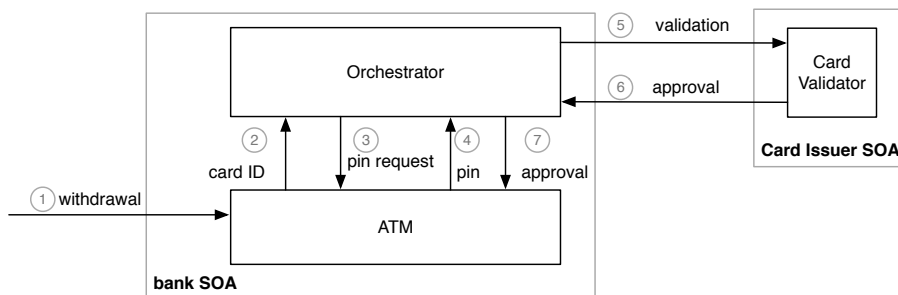 5 validation
Orchestrator
Card
Validator
6 approval
2
3
4
7
card ID
pin request
pin
approval
Card Issuer SOA
1 withdrawal
ATM
bank SOA